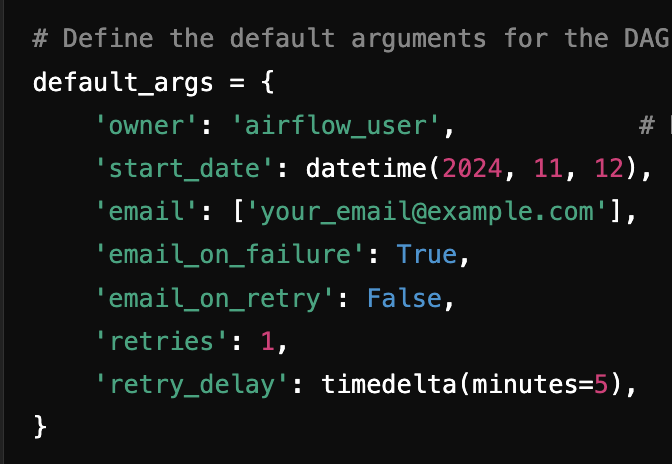 # Define the default arguments for the DAG
default_args = {
'owner': 'airflow_user', #
'start_date': datetime(2024, 11, 12),
'email': ['your_email@example.com'],
'email_on_failure': True,
'email_on_retry': False,
'retries': 1,
'retry_delay': timedelta(minutes=5),
}